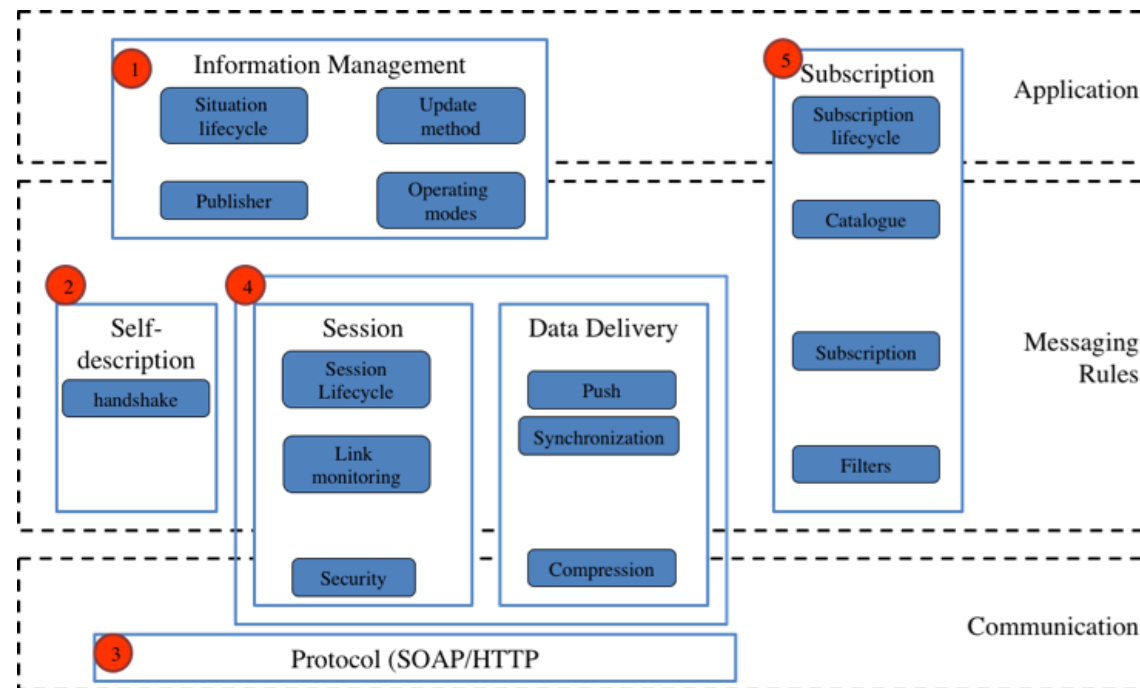 1
Information Management
Situation
lifecycle
Update
method
Publisher
Operating
modes
5
Subscription
Subscription
lifecycle
Catalogue
Subscription
Filters
Application
2
Self-
description
handshake
4
Session
Session
Lifecycle
Link
monitoring
Security
Data Delivery
Push
Synchronization
Compression
Messaging
Rules
3
Protocol (SOAP/HTTP
Communication